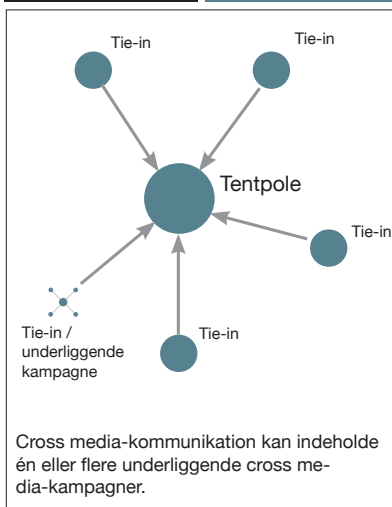 Tie-in
Tie-in
Tentpole
Tie-in
Tie-in /
underliggende
kampagne
Tie-in
Cross media-kommunikation kan indeholde
én eller flere underliggende cross me-
dia-kampagner.